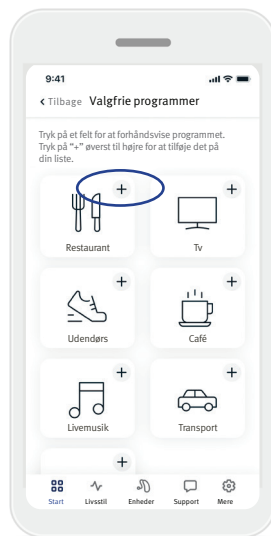 9:41
Tilbage Valgfrie programmer
Tryk på et felt for at forhåndsvise programmet.
Tryk på "+" øverst til højre for at tilføje det på
din liste.
+ +
Restaurant Tv
+ +
Udendørs Café
+ +
Livemusik Transport
+
Start Livsstil Enheder Support Mere